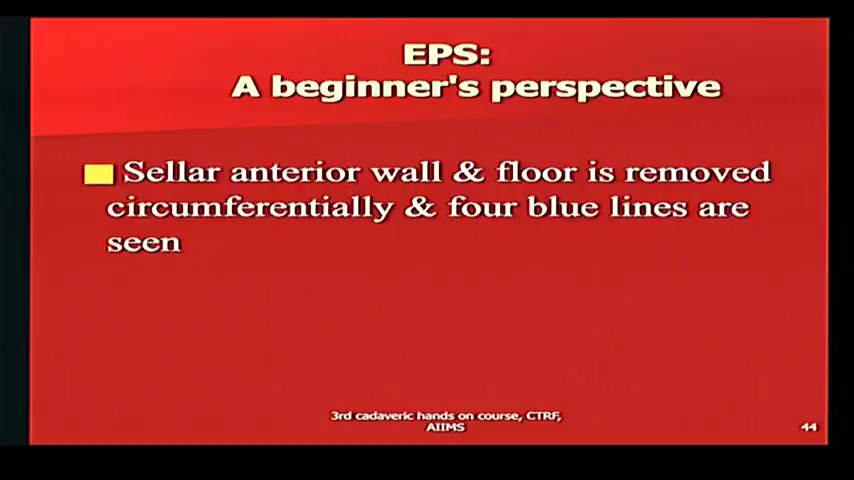 EPS:
A beginner's perspective
Sellar anterior wall & floor is removed
circumferentially & four blue lines are
seen
3rd cadaveric hands on course, CTRF,
AIIMS
44